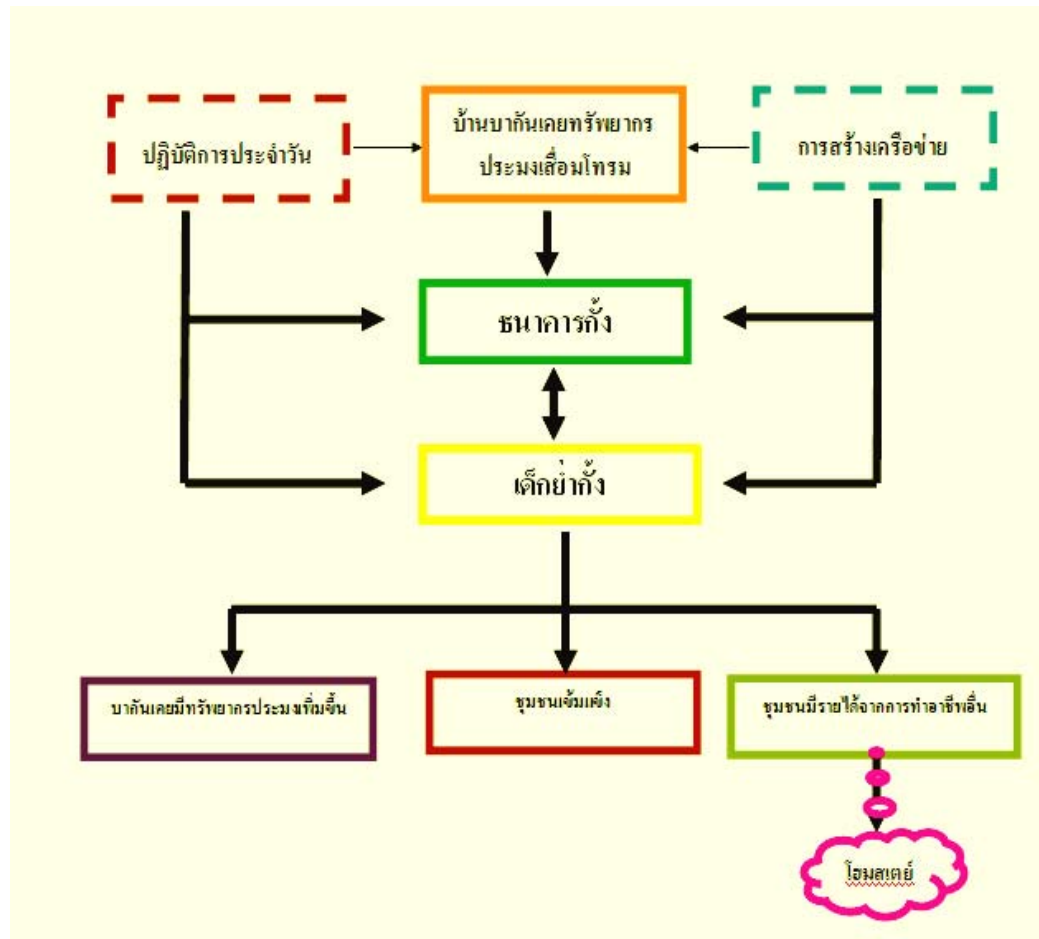 ปฏิบัติการประจำวัน
บ้านบากันเคยทรัพยากร
ประมงเสื่อมโทรม
การสร้างเครือข่าย
ธนาคารกั้ง
เด็กย่ำกั้ง
บากันเคยมีทรัพยากรประมงเพิ่มขึ้น
ชุมชนเข้มแข็ง
ชุมชนมีรายได้จากการทำอาชีพอื่น
โฮมสเตย์